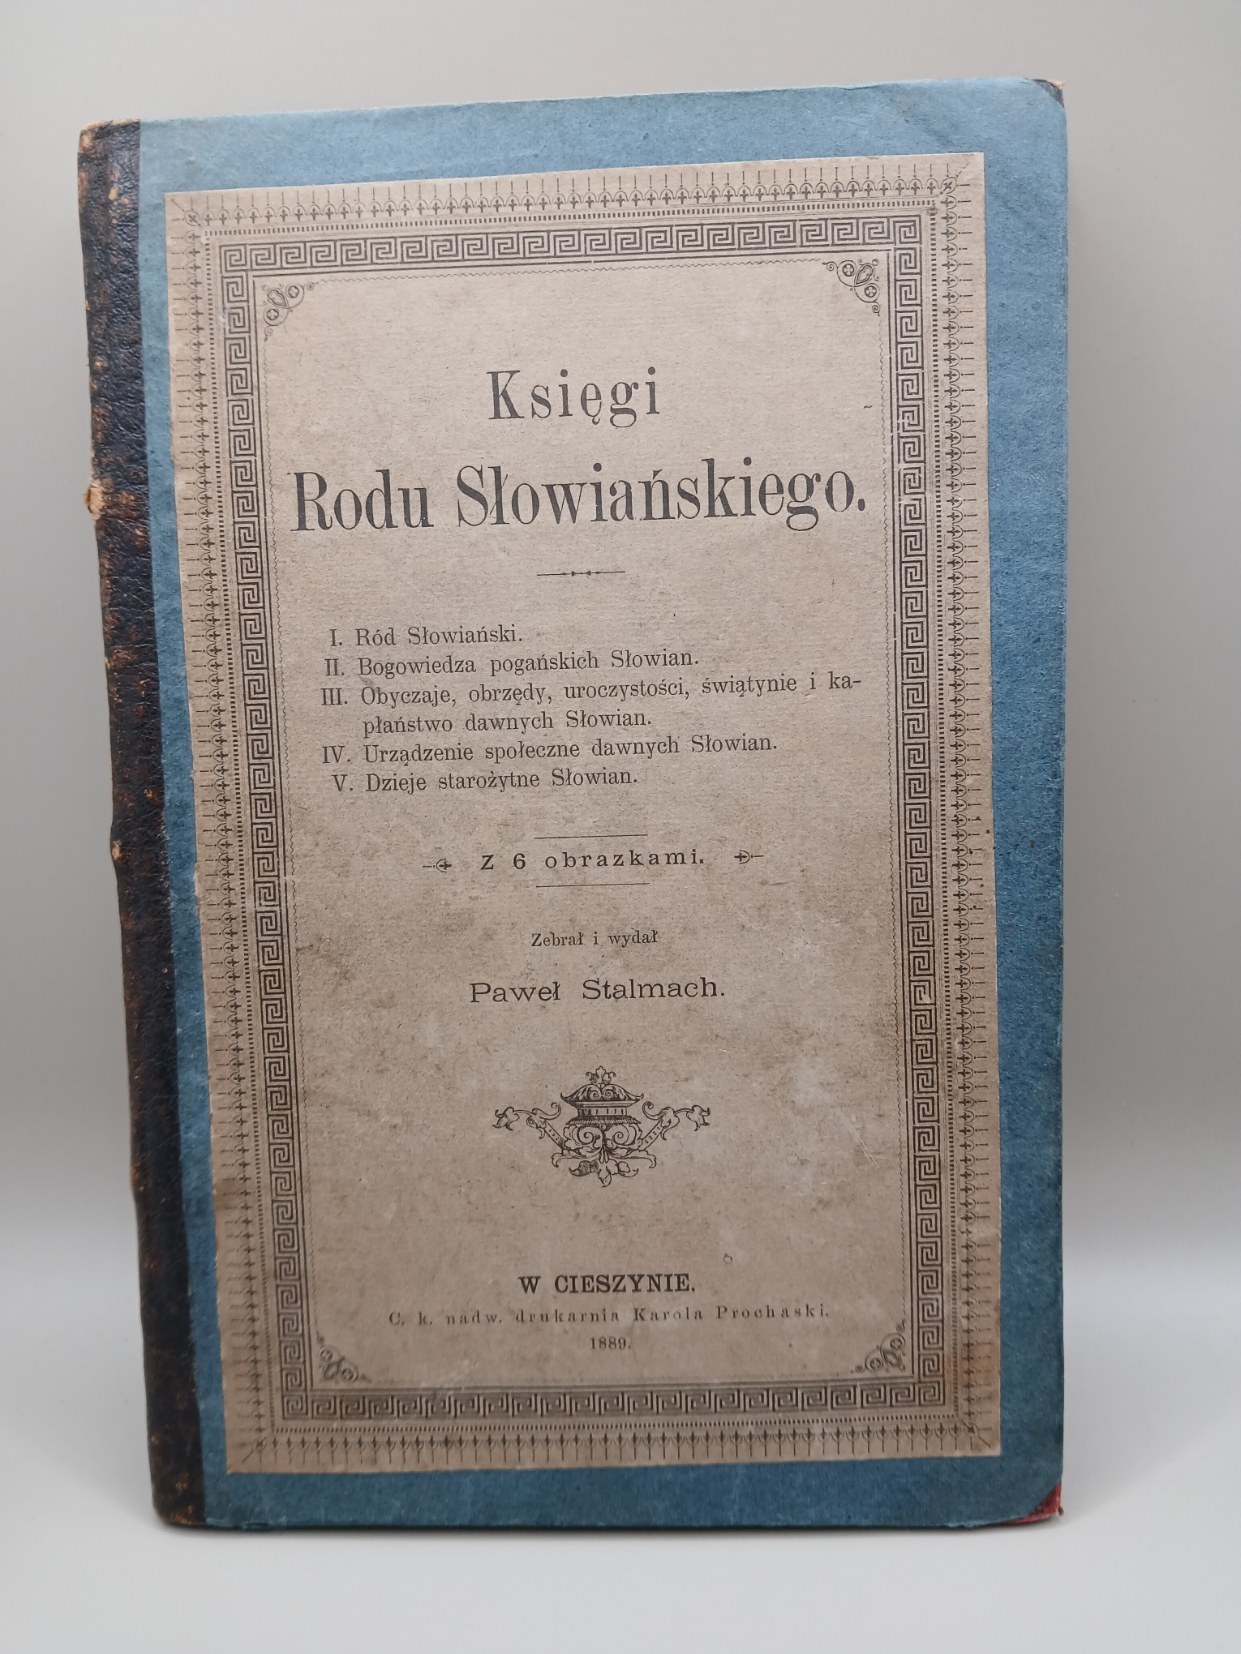 Księgi
Rodu Słowiańskiego.
I. Ród Słowiański.
II. Bogowiedza pogańskich Słowian.
III. Obyczaje, obrzędy, uroczystości, świątynie i ka-
płaństwo dawnych Słowian.
IV. Urządzenie społeczne dawnych Słowian.
V. Dzieje starożytne Słowian.
Z 6 obrazkami.
Zebrał i wydał
Paweł Stalmach.
W CIESZYNIE.
C. k. nadw. drukarnia Karola Prochaski.
1889.